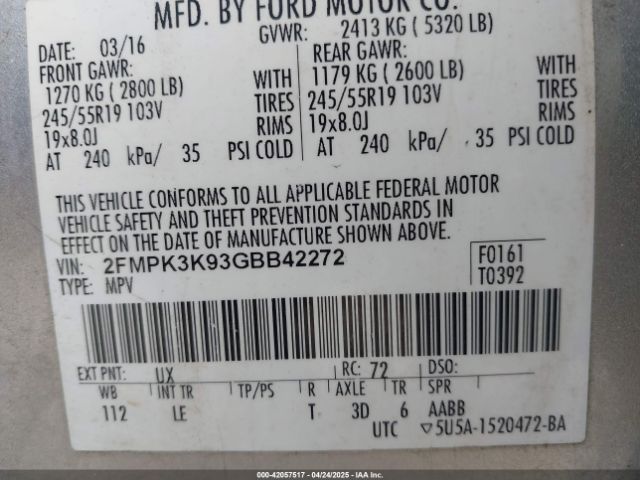 MFD. BY FORD MOTOR CO.
DATE: 03/16
GVWR: 2413 KG ( 5320 LB)
FRONT GAWR:
1270 KG ( 2800 LB) WITH
245/55R19 103V TIRES
19x8.0J RIMS
AT 240 kPa/ 35 PSI COLD
REAR GAWR:
1179 KG ( 2600 LB) WITH
245/55R19 103V TIRES
19x8.0J RIMS
AT 240 kPa/ 35 PSI COLD
THIS VEHICLE CONFORMS TO ALL APPLICABLE FEDERAL MOTOR
VEHICLE SAFETY AND THEFT PREVENTION STANDARDS IN
EFFECT ON THE DATE OF MANUFACTURE SHOWN ABOVE.
VIN: 2FMPK3K93GBB42272
TYPE: MPV
F0161
T0392
EXT PNT: UX RC: 72 DSO:
WB INT TR TP/PS R AXLE TR SPR
112 LE T 3D 6 AABB
UTC ▽5U5A-1520472-BA
000-42057517 - 04/24/2025 - IAAI.COM